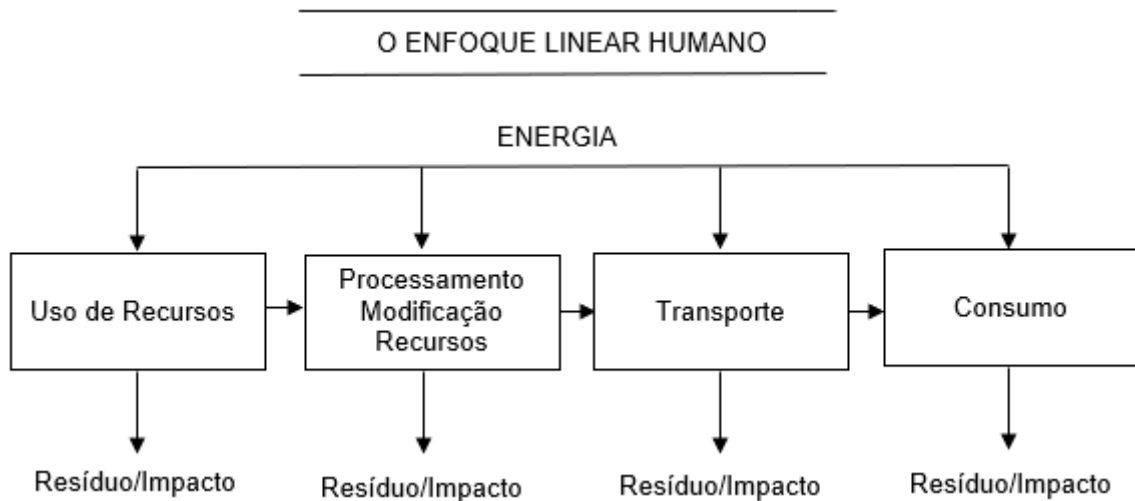 O ENFOQUE LINEAR HUMANO
ENERGIA
Uso de Recursos
Processamento
Modificação
Recursos
Transporte
Consumo
Resíduo/Impacto
Resíduo/Impacto
Resíduo/Impacto
Resíduo/Impacto